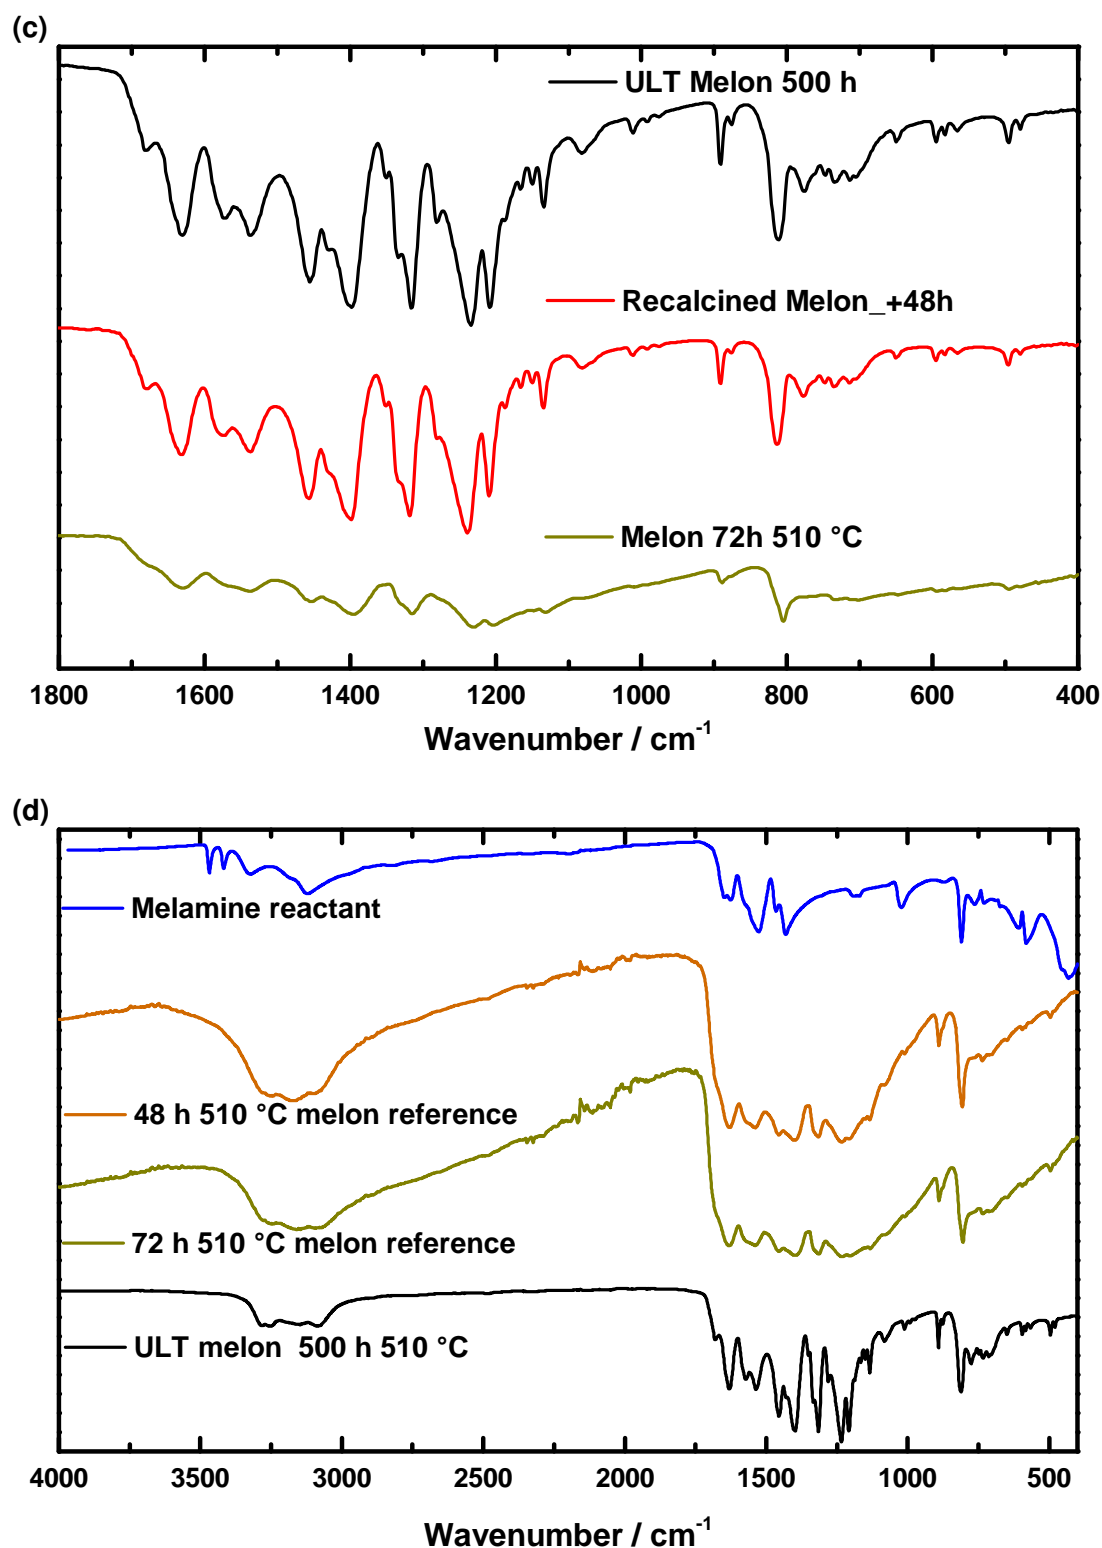 (c)
ULT Melon 500 h
Recalcined Melon_+48h
Melon 72h 510 °C
1800 1600 1400 1200 1000 800 600 400
Wavenumber / cm-1
(d)
Melamine reactant
48 h 510 °C melon reference
72 h 510 °C melon reference
ULT melon 500 h 510 °C
4000 3500 3000 2500 2000 1500 1000 500
Wavenumber / cm-1